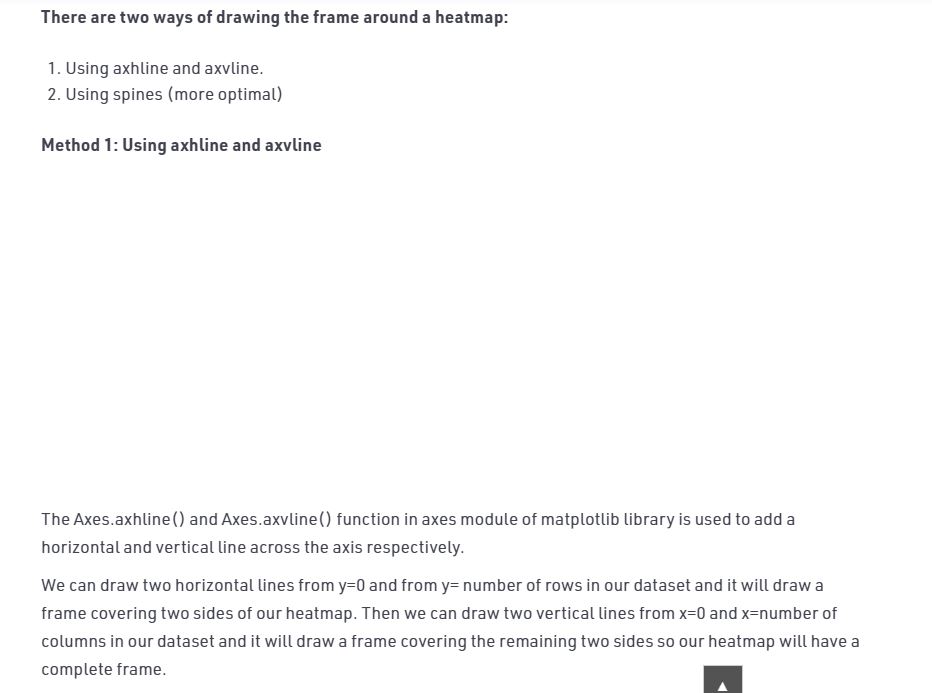 There are two ways of drawing the frame around a heatmap:
1. Using axhline and axvline.
2. Using spines (more optimal)
Method 1: Using axhline and axvline
The Axes.axhline() and Axes.axvline() function in axes module of matplotlib library is used to add a
horizontal and vertical line across the axis respectively.
We can draw two horizontal lines from y=0 and from y= number of rows in our dataset and it will draw a
frame covering two sides of our heatmap. Then we can draw two vertical lines from x=0 and x=number of
columns in our dataset and it will draw a frame covering the remaining two sides so our heatmap will have a
complete frame.